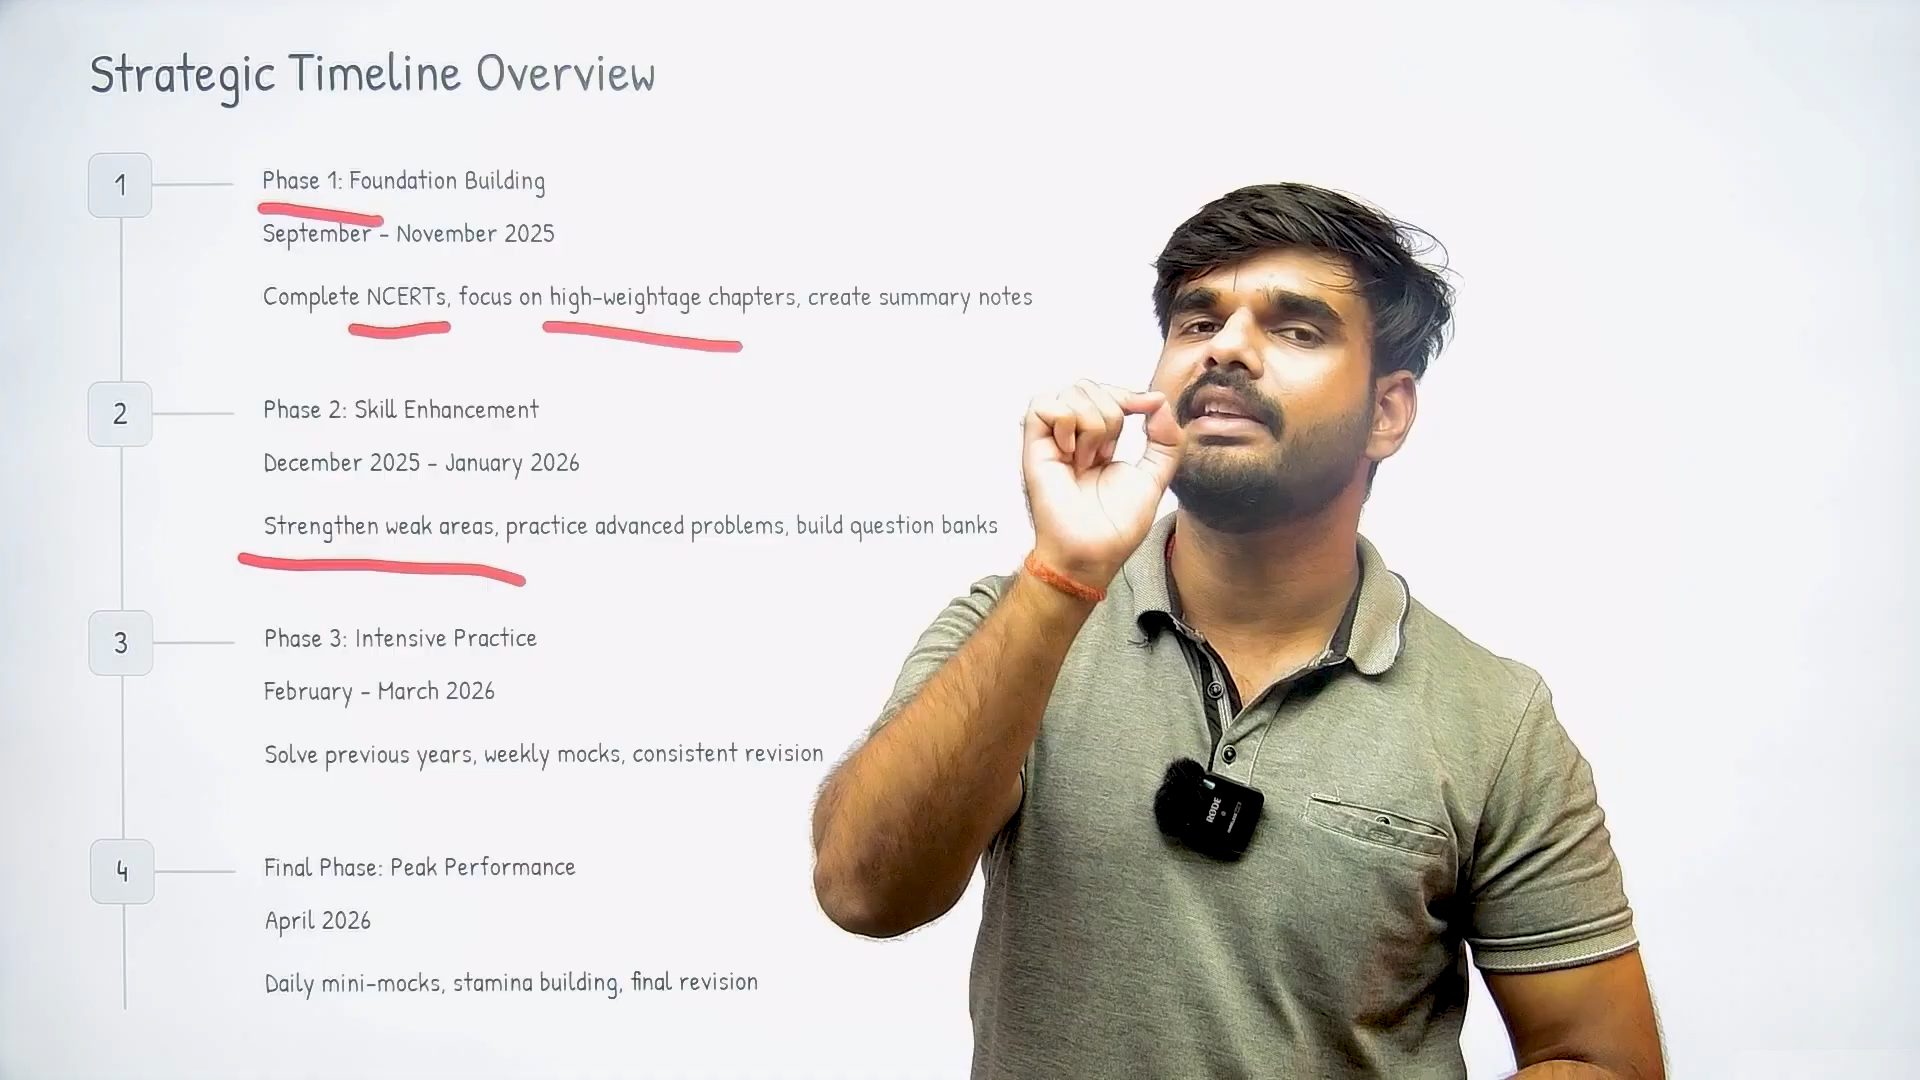 Strategic Timeline Overview
1
Phase 1: Foundation Building
September – November 2025
Complete NCERTs, focus on high-weightage chapters, create summary notes
2
Phase 2: Skill Enhancement
December 2025 – January 2026
Strengthen weak areas, practice advanced problems, build question banks
3
Phase 3: Intensive Practice
February – March 2026
Solve previous years, weekly mocks, consistent revision
4
Final Phase: Peak Performance
April 2026
Daily mini-mocks, stamina building, final revision
RØDE